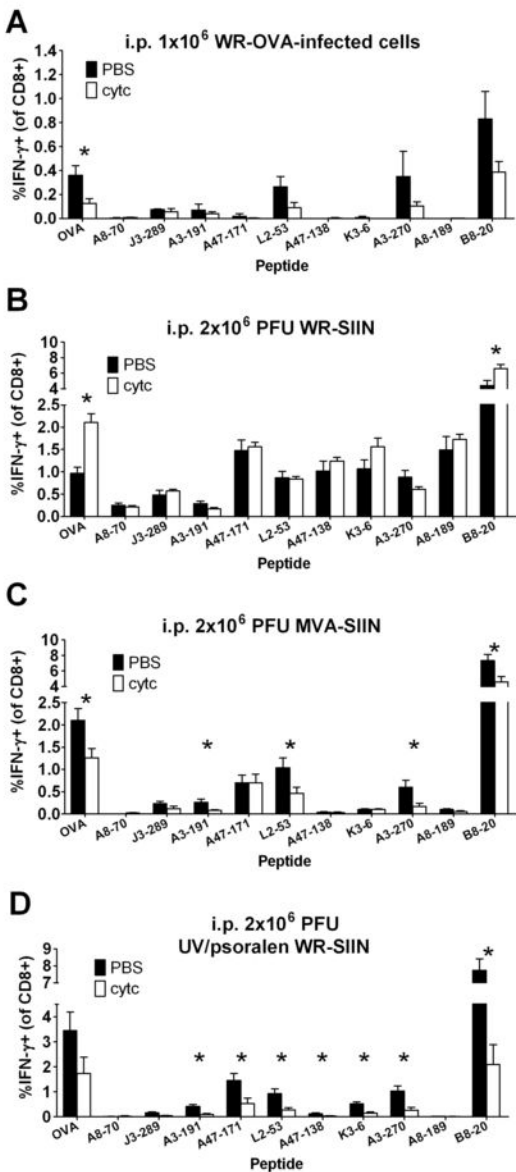 A
i.p. 1x10⁶ WR-OVA-infected cells
%IFN-γ+ (of CD8+)
1.4
1.2
1.0
0.8
0.6
0.4
0.2
0.0
PBS
cytc
*
OVA A8-70 J3-289 A3-191 A47-171 L2-53 A47-138 K3-6 A3-270 A8-189 B8-20
Peptide
B
i.p. 2x10⁶ PFU WR-SIIN
%IFN-γ+ (of CD8+)
8
6
4
2.5
2.0
1.5
1.0
0.5
0.0
PBS
cytc
* *
OVA A8-70 J3-289 A3-191 A47-171 L2-53 A47-138 K3-6 A3-270 A8-189 B8-20
Peptide
C
i.p. 2x10⁶ PFU MVA-SIIN
%IFN-γ+ (of CD8+)
10
8
6
4
2.5
2.0
1.5
1.0
0.5
0.0
PBS
cytc
* * * * *
OVA A8-70 J3-289 A3-191 A47-171 L2-53 A47-138 K3-6 A3-270 A8-189 B8-20
Peptide
D
i.p. 2x10⁶ PFU
UV/psoralen WR-SIIN
%IFN-γ+ (of CD8+)
9
8
7
4
3
2
1
0
PBS
cytc
* * * * * * *
OVA A8-70 J3-289 A3-191 A47-171 L2-53 A47-138 K3-6 A3-270 A8-189 B8-20
Peptide